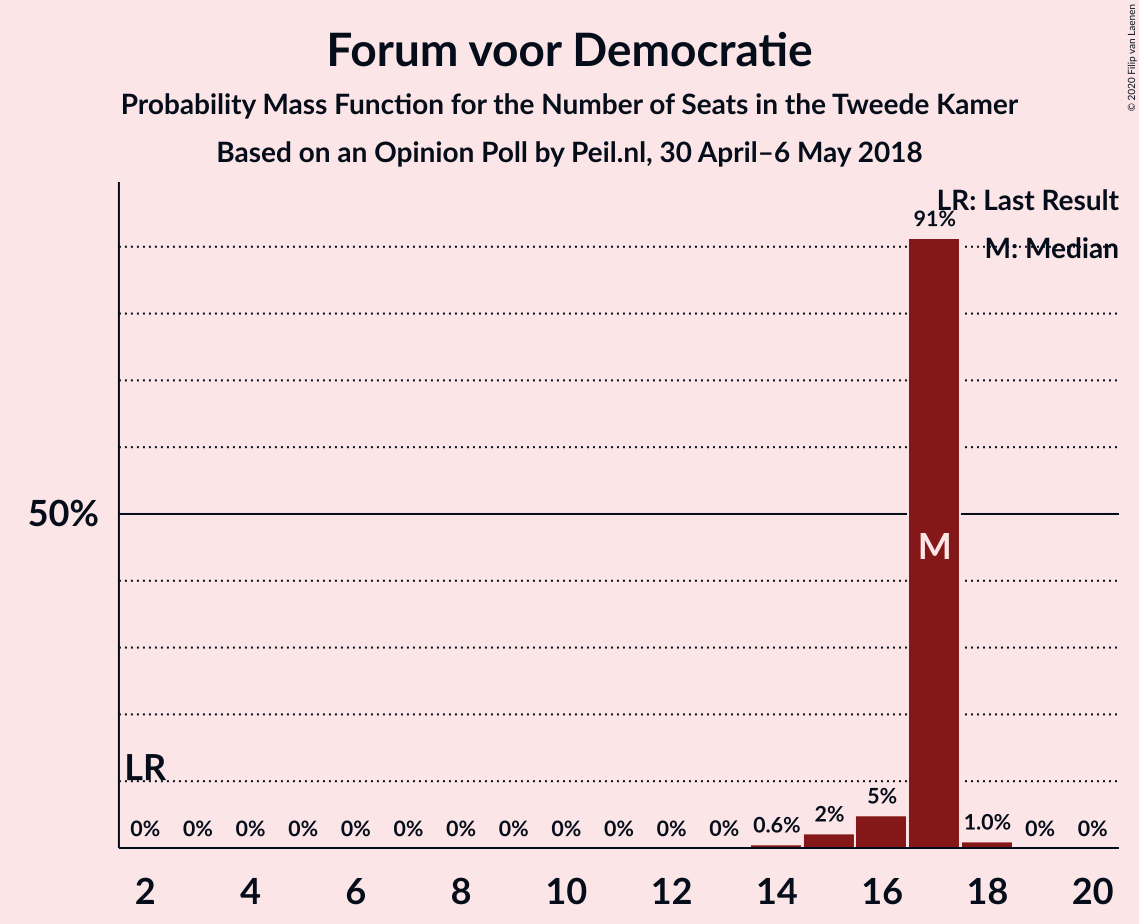 Forum voor Democratie
Probability Mass Function for the Number of Seats in the Tweede Kamer
Based on an Opinion Poll by Peil.nl, 30 April–6 May 2018
© 2020 Filip van Laenen
LR: Last Result
91%
M: Median
50%
M
LR
0% 0% 0% 0% 0% 0% 0% 0% 0% 0% 0% 0% 0.6% 2% 5% 1.0% 0% 0%
2 4 6 8 10 12 14 16 18 20